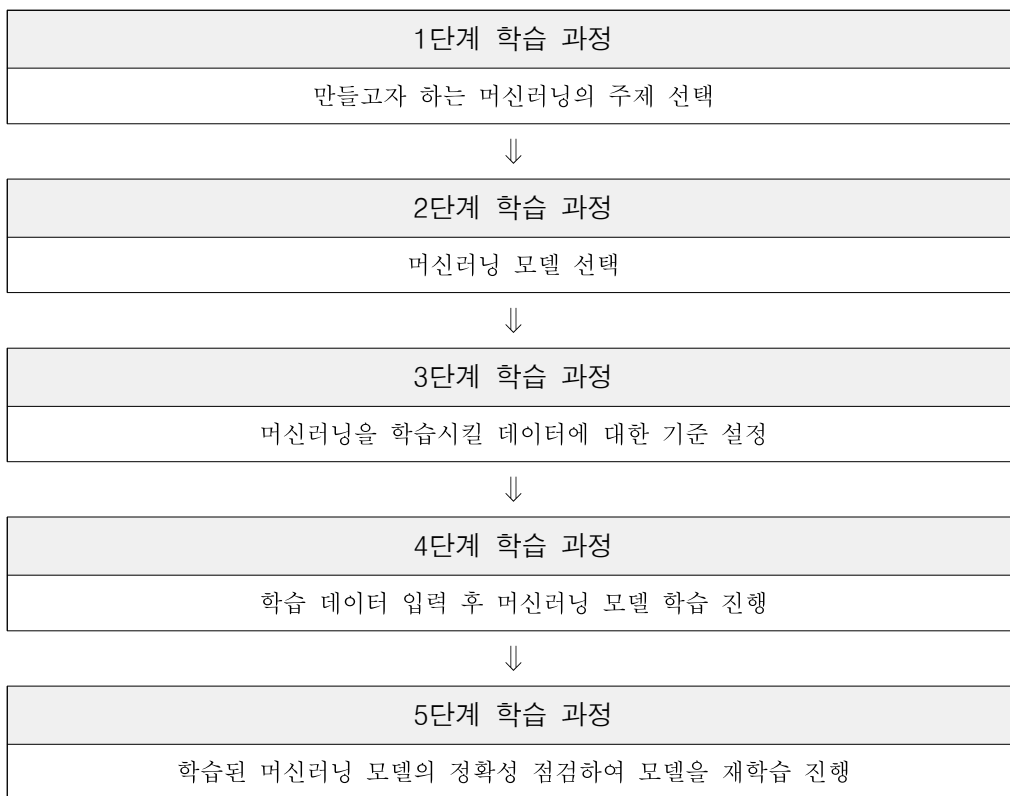 1단계 학습 과정
만들고자 하는 머신러닝의 주제 선택
⇓
2단계 학습 과정
머신러닝 모델 선택
⇓
3단계 학습 과정
머신러닝을 학습시킬 데이터에 대한 기준 설정
⇓
4단계 학습 과정
학습 데이터 입력 후 머신러닝 모델 학습 진행
⇓
5단계 학습 과정
학습된 머신러닝 모델의 정확성 점검하여 모델을 재학습 진행